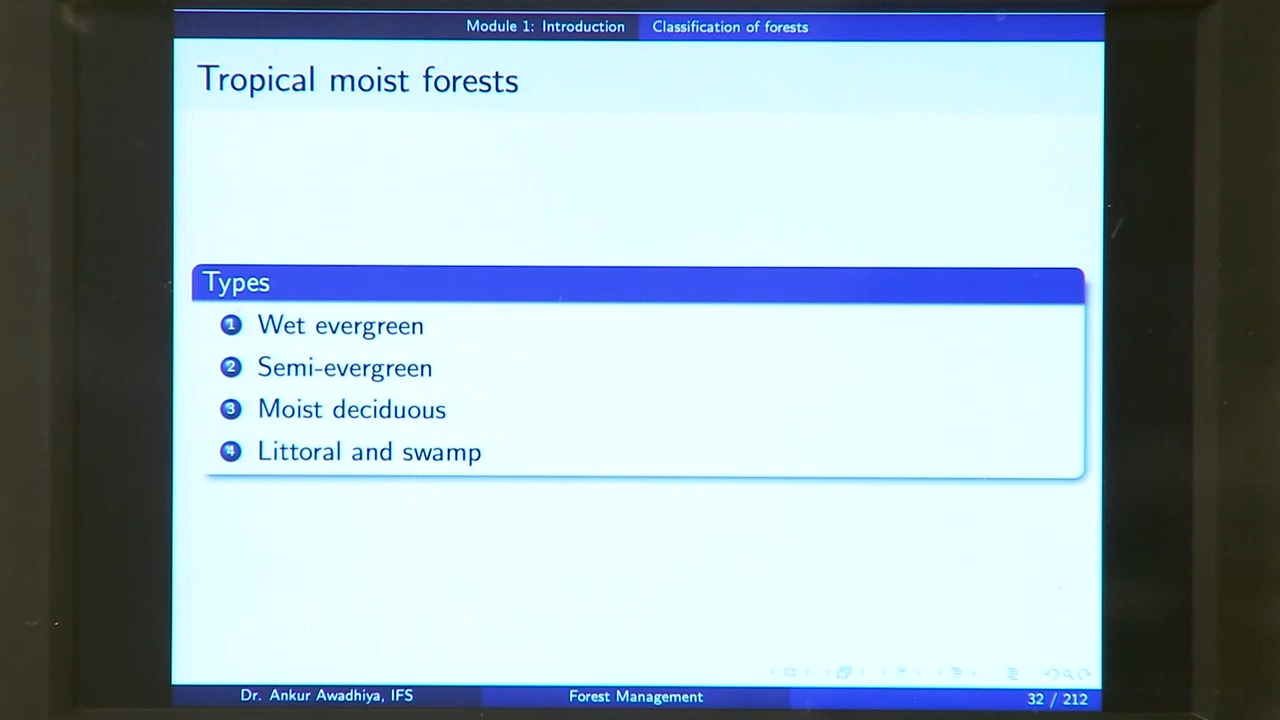 Module 1: Introduction Classification of forests
Tropical moist forests
Types
1 Wet evergreen
2 Semi-evergreen
3 Moist deciduous
4 Littoral and swamp
Dr. Ankur Awadhiya, IFS Forest Management 32 / 212